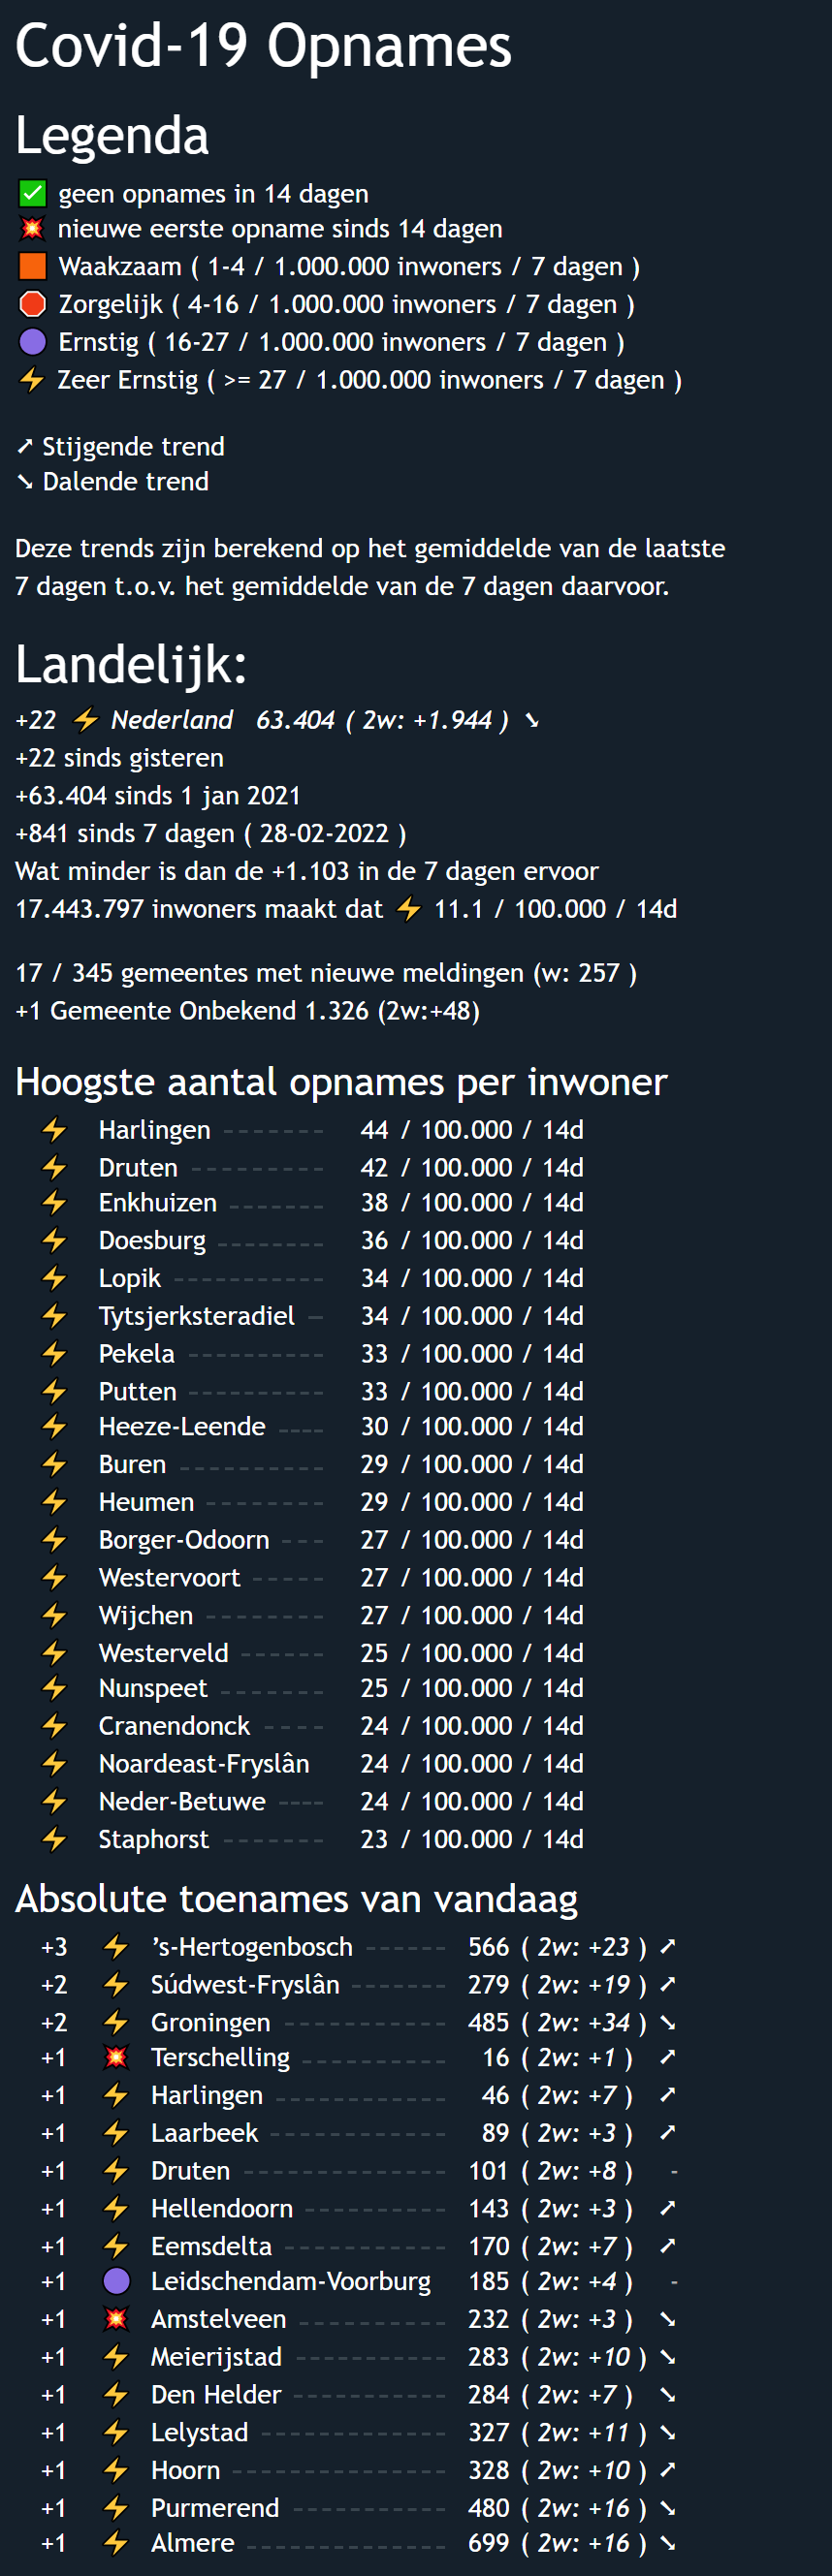 Covid-19 Opnames
Legenda
✅ geen opnames in 14 dagen
💥 nieuwe eerste opname sinds 14 dagen
🟧 Waakzaam ( 1-4 / 1.000.000 inwoners / 7 dagen )
🛑 Zorgelijk ( 4-16 / 1.000.000 inwoners / 7 dagen )
🟣 Ernstig ( 16-27 / 1.000.000 inwoners / 7 dagen )
⚡ Zeer Ernstig ( >= 27 / 1.000.000 inwoners / 7 dagen )
➚ Stijgende trend
➘ Dalende trend
Deze trends zijn berekend op het gemiddelde van de laatste
7 dagen t.o.v. het gemiddelde van de 7 dagen daarvoor.
Landelijk:
+22 ⚡ Nederland 63.404 ( 2w: +1.944 ) ➘
+22 sinds gisteren
+63.404 sinds 1 jan 2021
+841 sinds 7 dagen ( 28-02-2022 )
Wat minder is dan de +1.103 in de 7 dagen ervoor
17.443.797 inwoners maakt dat ⚡ 11.1 / 100.000 / 14d
17 / 345 gemeentes met nieuwe meldingen (w: 257 )
+1 Gemeente Onbekend 1.326 (2w:+48)
Hoogste aantal opnames per inwoner
⚡ Harlingen ------- 44 / 100.000 / 14d
⚡ Druten --------- 42 / 100.000 / 14d
⚡ Enkhuizen ------ 38 / 100.000 / 14d
⚡ Doesburg ------- 36 / 100.000 / 14d
⚡ Lopik ---------- 34 / 100.000 / 14d
⚡ Tytsjerksteradiel - 34 / 100.000 / 14d
⚡ Pekela --------- 33 / 100.000 / 14d
⚡ Putten --------- 33 / 100.000 / 14d
⚡ Heeze-Leende ---- 30 / 100.000 / 14d
⚡ Buren ---------- 29 / 100.000 / 14d
⚡ Heumen -------- 29 / 100.000 / 14d
⚡ Borger-Odoorn --- 27 / 100.000 / 14d
⚡ Westervoort ----- 27 / 100.000 / 14d
⚡ Wijchen -------- 27 / 100.000 / 14d
⚡ Westerveld ------ 25 / 100.000 / 14d
⚡ Nunspeet ------- 25 / 100.000 / 14d
⚡ Cranendonck ---- 24 / 100.000 / 14d
⚡ Noardeast-Fryslân 24 / 100.000 / 14d
⚡ Neder-Betuwe ---- 24 / 100.000 / 14d
⚡ Staphorst ------- 23 / 100.000 / 14d
Absolute toenames van vandaag
+3 ⚡ ’s-Hertogenbosch ------ 566 ( 2w: +23 ) ➚
+2 ⚡ Súdwest-Fryslân ------- 279 ( 2w: +19 ) ➚
+2 ⚡ Groningen ----------- 485 ( 2w: +34 ) ➘
+1 💥 Terschelling ---------- 16 ( 2w: +1 ) ➚
+1 ⚡ Harlingen ------------ 46 ( 2w: +7 ) ➚
+1 ⚡ Laarbeek ------------ 89 ( 2w: +3 ) ➚
+1 ⚡ Druten -------------- 101 ( 2w: +8 ) -
+1 ⚡ Hellendoorn ---------- 143 ( 2w: +3 ) ➚
+1 ⚡ Eemsdelta ----------- 170 ( 2w: +7 ) ➚
+1 🟣 Leidschendam-Voorburg 185 ( 2w: +4 ) -
+1 💥 Amstelveen ---------- 232 ( 2w: +3 ) ➘
+1 ⚡ Meierijstad ---------- 283 ( 2w: +10 ) ➘
+1 ⚡ Den Helder ---------- 284 ( 2w: +7 ) ➘
+1 ⚡ Lelystad ------------- 327 ( 2w: +11 ) ➘
+1 ⚡ Hoorn --------------- 328 ( 2w: +10 ) ➚
+1 ⚡ Purmerend ---------- 480 ( 2w: +16 ) ➘
+1 ⚡ Almere -------------- 699 ( 2w: +16 ) ➘